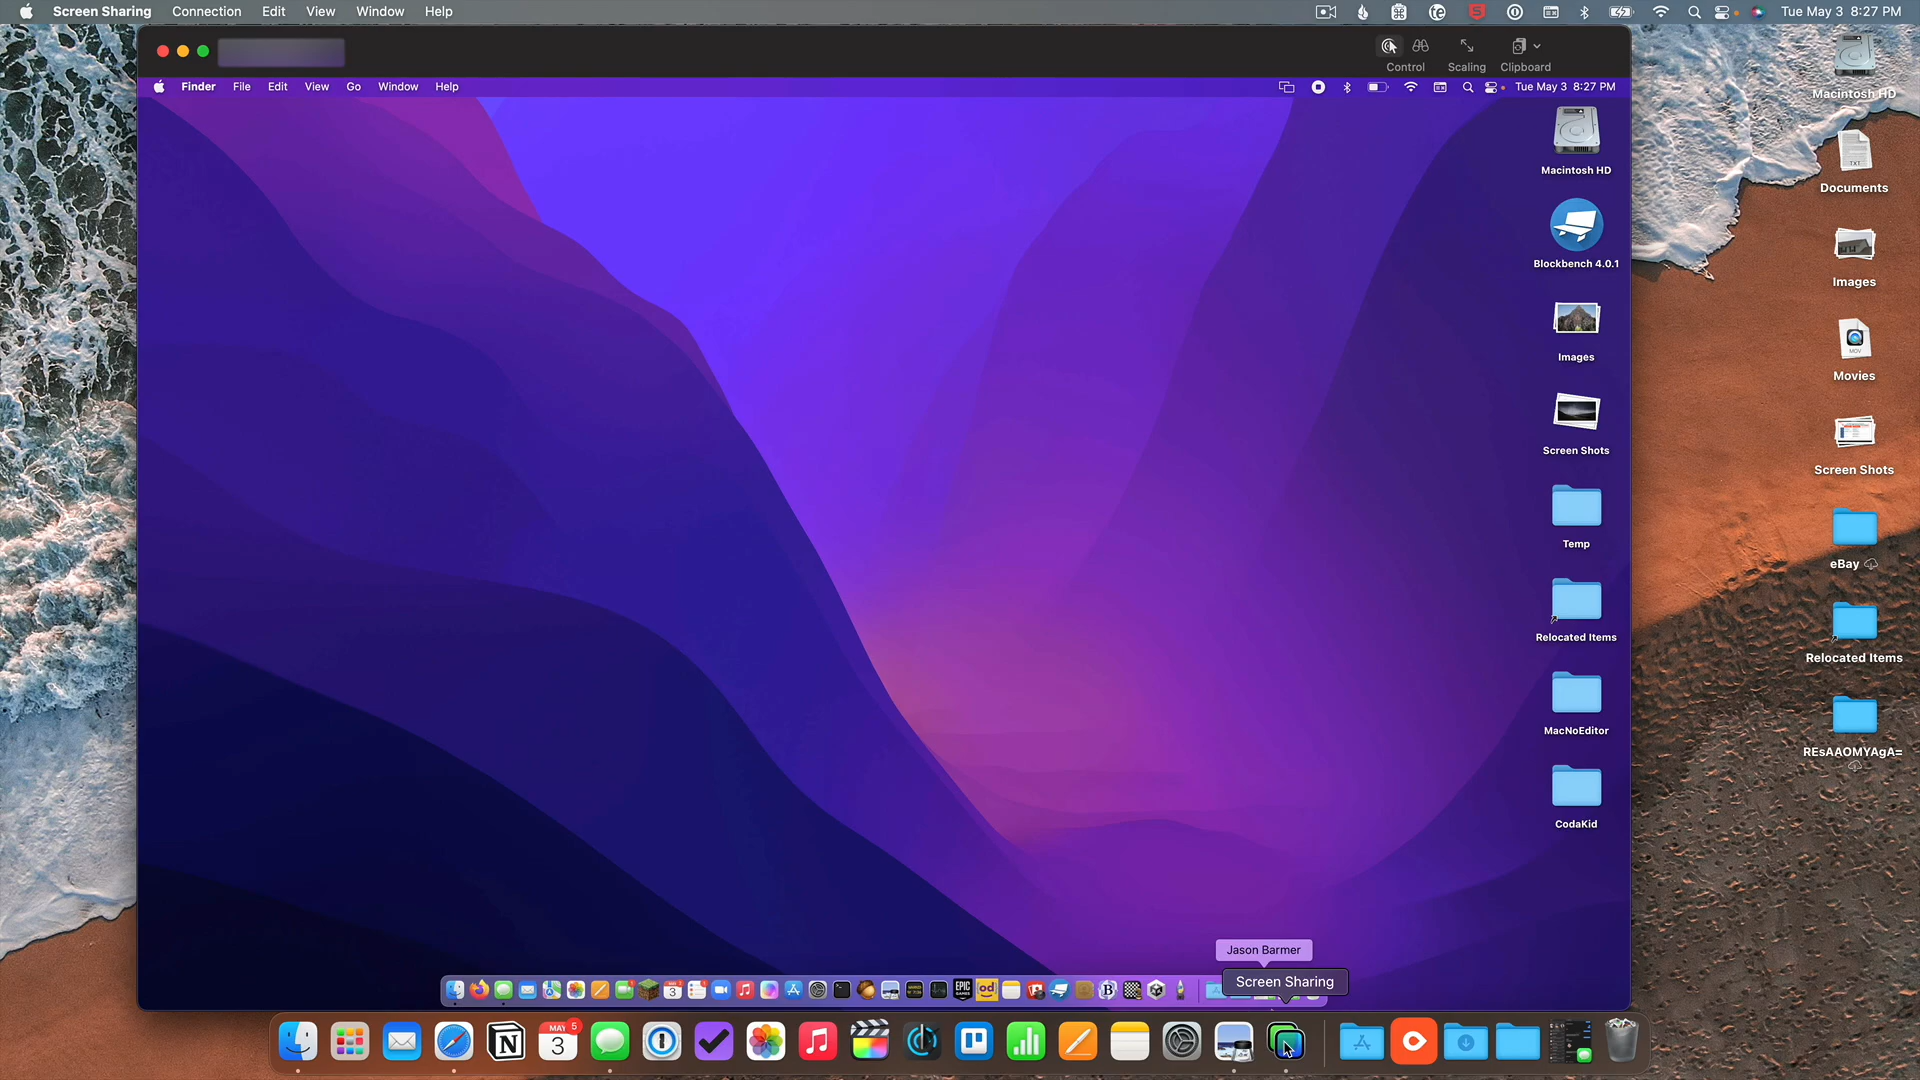 Screen Sharing Connection Edit View Window Help
Tue May 3 8:27 PM
Control Scaling Clipboard
Finder File Edit View Go Window Help
Tue May 3 8:27 PM
Macintosh HD
Blockbench 4.0.1
Images
Screen Shots
Temp
Relocated Items
MacNoEditor
CodaKid
Macintosh HD
TXT
Documents
Images
MOV
Movies
Screen Shots
eBay
Relocated Items
REsAAOMYAgA=
Jason Barmer
Screen Sharing
MAY
3
5